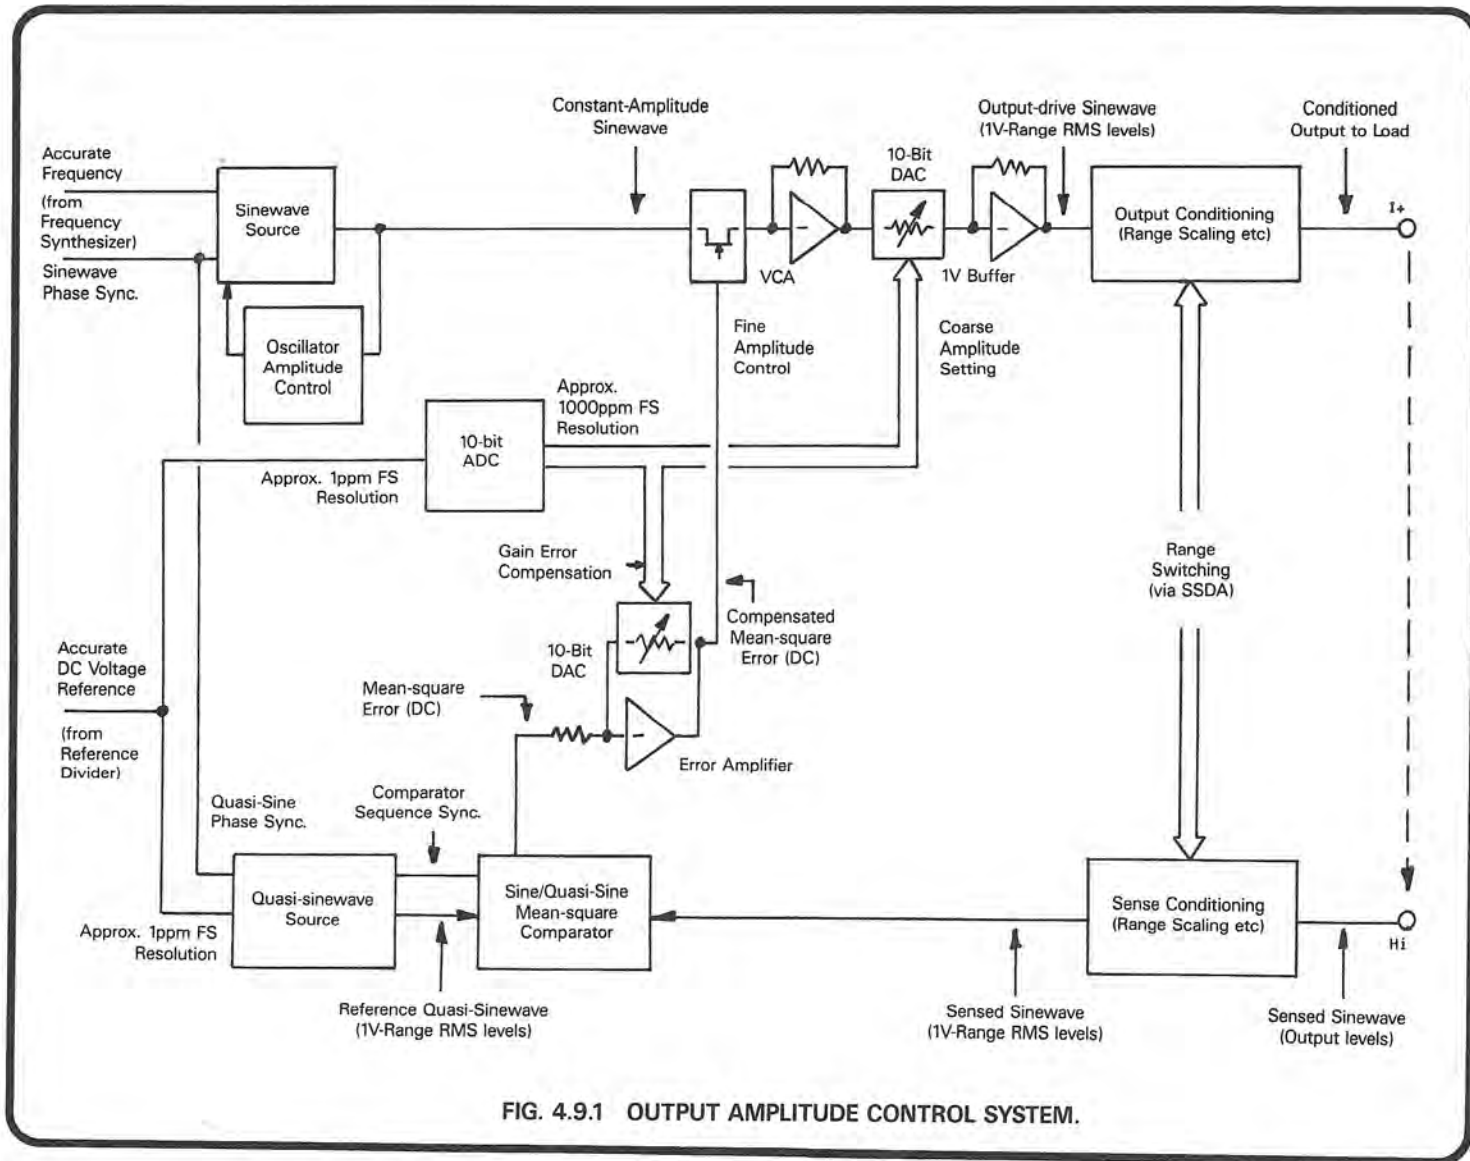 Constant-Amplitude
Sinewave
Output-drive Sinewave
(1V-Range RMS levels)
Conditioned
Output to Load
Accurate
Frequency
(from
Frequency
Synthesizer)
Sinewave
Phase Sync.
Sinewave
Source
10-Bit
DAC
Output Conditioning
(Range Scaling etc)
I+
VCA
1V Buffer
Oscillator
Amplitude
Control
Fine
Amplitude
Control
Coarse
Amplitude
Setting
Approx.
1000ppm FS
Resolution
10-bit
ADC
Approx. 1ppm FS
Resolution
Gain Error
Compensation
Range
Switching
(via SSDA)
Compensated
Mean-square
Error (DC)
10-Bit
DAC
Accurate
DC Voltage
Reference
(from
Reference
Divider)
Mean-square
Error (DC)
Error Amplifier
Quasi-Sine
Phase Sync.
Comparator
Sequence Sync.
Quasi-sinewave
Source
Sine/Quasi-Sine
Mean-square
Comparator
Sense Conditioning
(Range Scaling etc)
Hi
Approx. 1ppm FS
Resolution
Reference Quasi-Sinewave
(1V-Range RMS levels)
Sensed Sinewave
(1V-Range RMS levels)
Sensed Sinewave
(Output levels)
FIG. 4.9.1 OUTPUT AMPLITUDE CONTROL SYSTEM.